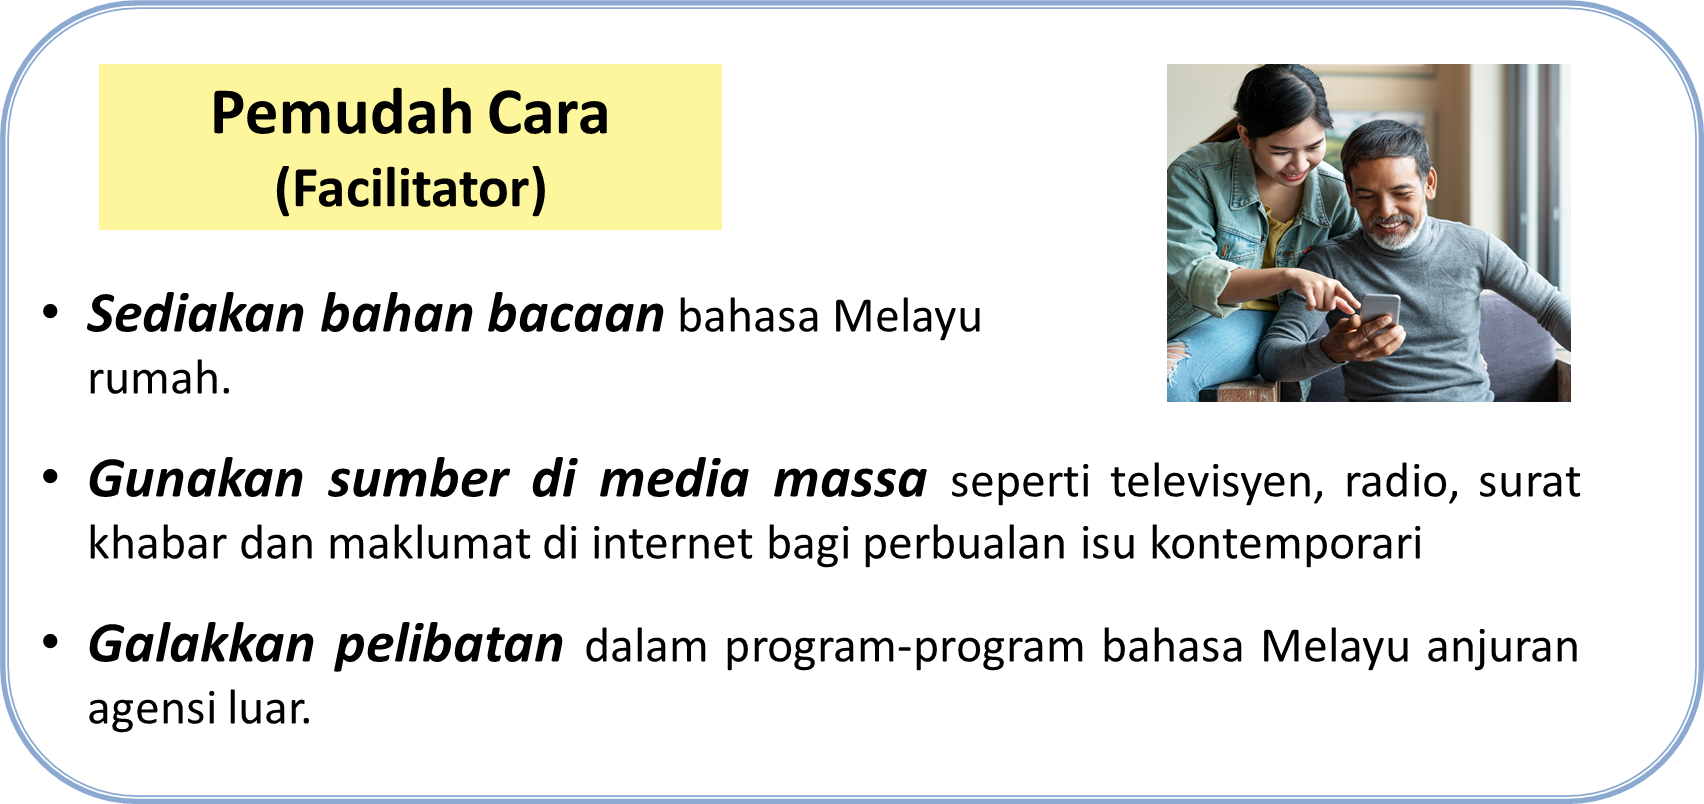 Pemudah Cara
(Facilitator)
• Sediakan bahan bacaan bahasa Melayu
rumah.
• Gunakan sumber di media massa seperti televisyen, radio, surat
khabar dan maklumat di internet bagi perbualan isu kontemporari
• Galakkan pelibatan dalam program-program bahasa Melayu anjuran
agensi luar.